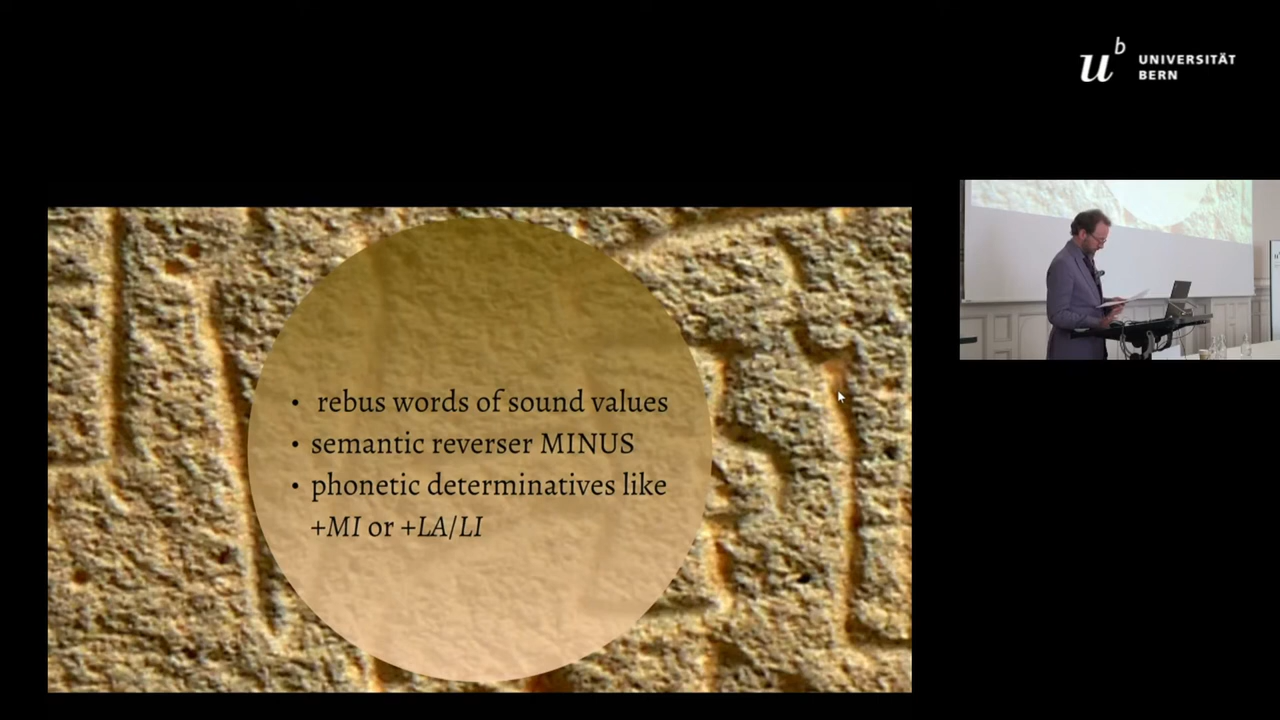 u b
UNIVERSITÄT
BERN
• rebus words of sound values
• semantic reverser MINUS
• phonetic determinatives like
+MI or +LA/LI